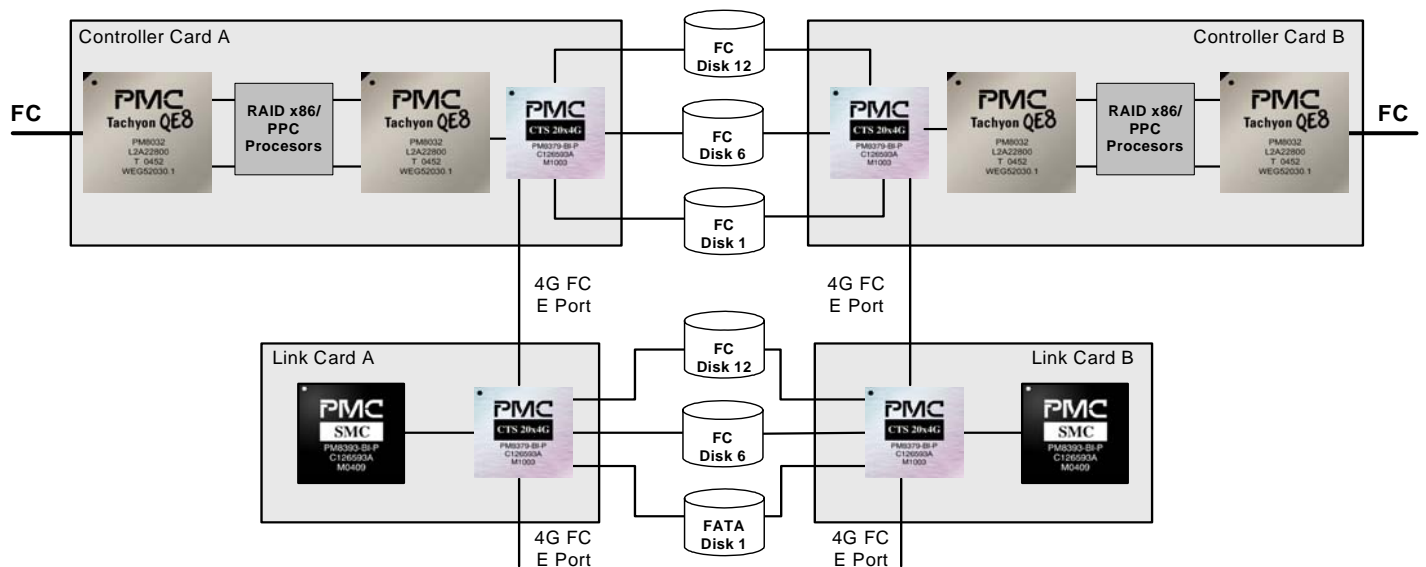 Controller Card A
FC
PMC
Tachyon QE8
PM8032
L2A22800
T 0452
WEG52030.1
RAID x86/
PPC
Procesors
PMC
Tachyon QE8
PM8032
L2A22800
T 0452
WEG52030.1
PMC
CTS 20x4G
PM8379-BI-P
C126593A
M1003
FC
Disk 12
FC
Disk 6
FC
Disk 1
Controller Card B
PMC
CTS 20x4G
PM8379-BI-P
C126593A
M1003
PMC
Tachyon QE8
PM8032
L2A22800
T 0452
WEG52030.1
RAID x86/
PPC
Procesors
PMC
Tachyon QE8
PM8032
L2A22800
T 0452
WEG52030.1
FC
4G FC
E Port
4G FC
E Port
Link Card A
PMC
SMC
PM8393-BI-P
C126593A
M0409
PMC
CTS 20x4G
PM8379-BI-P
C126593A
M1003
FC
Disk 12
FC
Disk 6
FATA
Disk 1
Link Card B
PMC
CTS 20x4G
PM8379-BI-P
C126593A
M1003
PMC
SMC
PM8393-BI-P
C126593A
M0409
4G FC
E Port
4G FC
E Port